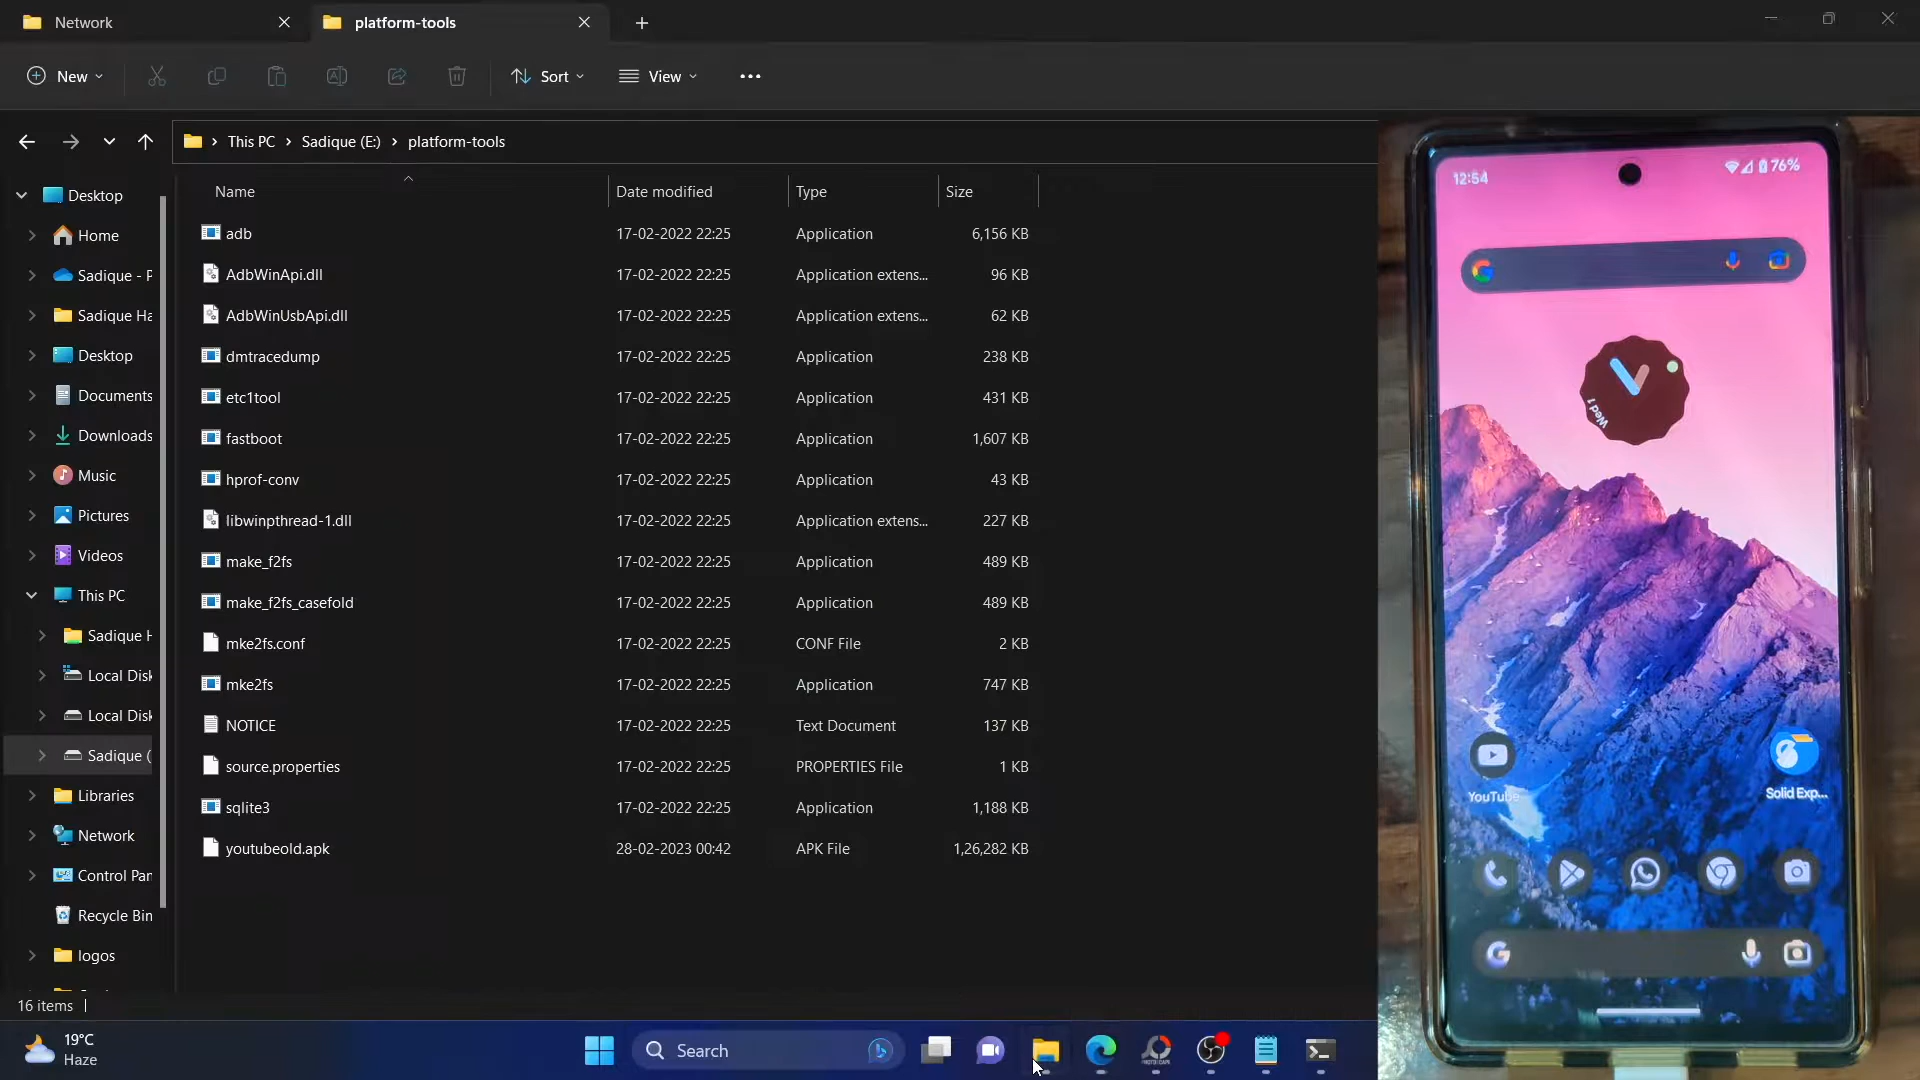 Network
platform-tools
New
Sort
View
This PC
Sadique (E:)
platform-tools
Name
Date modified
Type
Size
adb 17-02-2022 22:25 Application 6,156 KB
AdbWinApi.dll 17-02-2022 22:25 Application extens... 96 KB
AdbWinUsbApi.dll 17-02-2022 22:25 Application extens... 62 KB
dmtracedump 17-02-2022 22:25 Application 238 KB
etc1tool 17-02-2022 22:25 Application 431 KB
fastboot 17-02-2022 22:25 Application 1,607 KB
hprof-conv 17-02-2022 22:25 Application 43 KB
libwinpthread-1.dll 17-02-2022 22:25 Application extens... 227 KB
make_f2fs 17-02-2022 22:25 Application 489 KB
make_f2fs_casefold 17-02-2022 22:25 Application 489 KB
mke2fs.conf 17-02-2022 22:25 CONF File 2 KB
mke2fs 17-02-2022 22:25 Application 747 KB
NOTICE 17-02-2022 22:25 Text Document 137 KB
source.properties 17-02-2022 22:25 PROPERTIES File 1 KB
sqlite3 17-02-2022 22:25 Application 1,188 KB
youtubeold.apk 28-02-2023 00:42 APK File 1,26,282 KB
Desktop
Home
Sadique - P
Sadique Ha
Desktop
Documents
Downloads
Music
Pictures
Videos
This PC
Sadique H
Local Disk
Local Disk
Sadique (
Libraries
Network
Control Pan
Recycle Bin
logos
16 items
19°C
Haze
Search
12:54
76%
Wed 1
YouTube
Solid Exp...